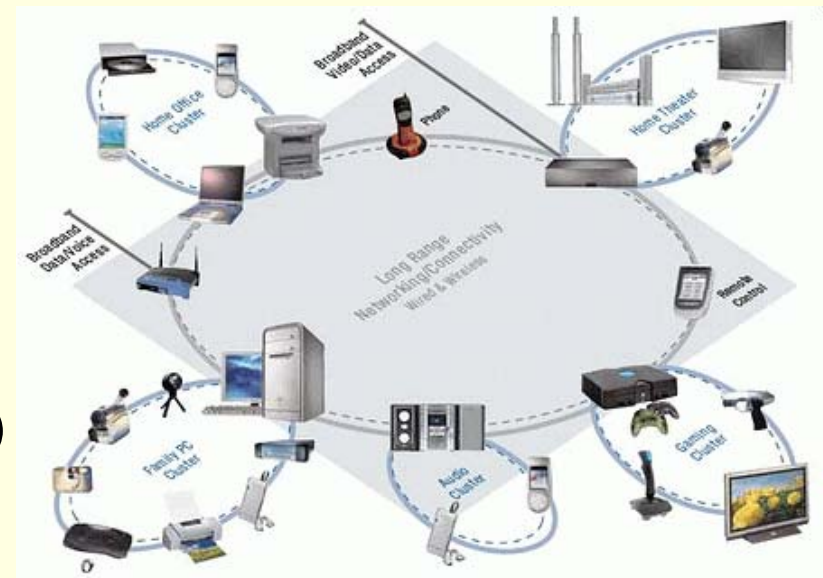 Broadband
Video/Data
Access
Phone
Home Office
Cluster
Home Theater
Cluster
Broadband
Data/Voice
Access
Long Range
Networking/Connectivity
Wired & Wireless
Remote
Control
Family PC
Cluster
Audio
Cluster
Gaming
Cluster
)